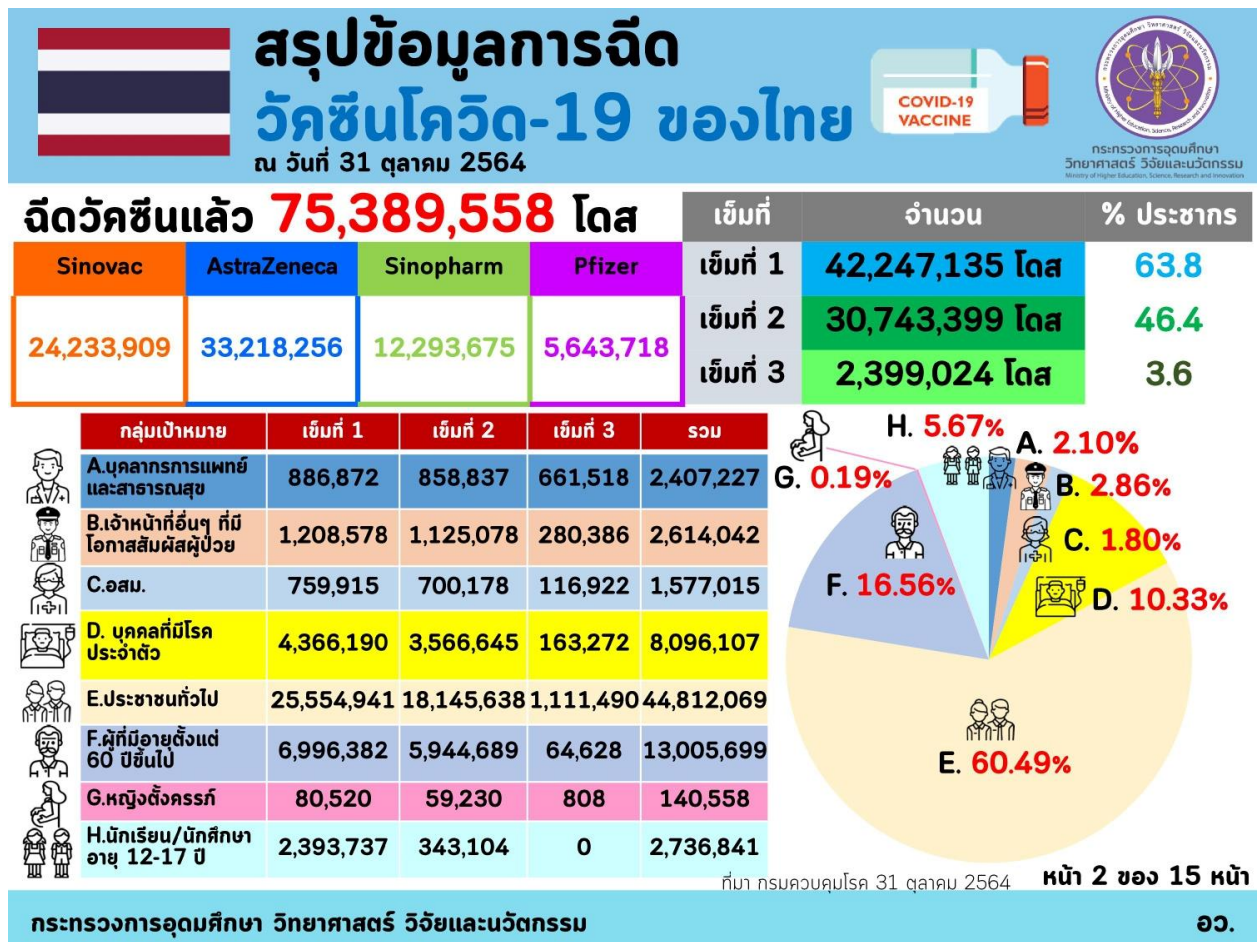 สรุปข้อมูลการฉีด
วัคซีนโควิด-19 ของไทย
ณ วันที่ 31 ตุลาคม 2564
COVID-19
VACCINE
กระทรวงการอุดมศึกษา
วิทยาศาสตร์ วิจัยและนวัตกรรม
Ministry of Higher Education, Science, Research and Innovation
ฉีดวัคซีนแล้ว 75,389,558 โดส
Sinovac AstraZeneca Sinopharm Pfizer
24,233,909 33,218,256 12,293,675 5,643,718
เข็มที่ จำนวน % ประชากร
เข็มที่ 1 42,247,135 โดส 63.8
เข็มที่ 2 30,743,399 โดส 46.4
เข็มที่ 3 2,399,024 โดส 3.6
กลุ่มเป้าหมาย เข็มที่ 1 เข็มที่ 2 เข็มที่ 3 รวม
A.บุคลากรการแพทย์
และสาธารณสุข 886,872 858,837 661,518 2,407,227
B.เจ้าหน้าที่อื่นๆ ที่มี
โอกาสสัมผัสผู้ป่วย 1,208,578 1,125,078 280,386 2,614,042
C.อสม. 759,915 700,178 116,922 1,577,015
D. บุคคลที่มีโรค
ประจำตัว 4,366,190 3,566,645 163,272 8,096,107
E.ประชาชนทั่วไป 25,554,941 18,145,638 1,111,490 44,812,069
F.ผู้ที่มีอายุตั้งแต่
60 ปีขึ้นไป 6,996,382 5,944,689 64,628 13,005,699
G.หญิงตั้งครรภ์ 80,520 59,230 808 140,558
H.นักเรียน/นักศึกษา
อายุ 12-17 ปี 2,393,737 343,104 0 2,736,841
H. 5.67%
A. 2.10%
G. 0.19%
B. 2.86%
C. 1.80%
F. 16.56%
D. 10.33%
E. 60.49%
ที่มา กรมควบคุมโรค 31 ตุลาคม 2564
หน้า 2 ของ 15 หน้า
กระทรวงการอุดมศึกษา วิทยาศาสตร์ วิจัยและนวัตกรรม
อว.